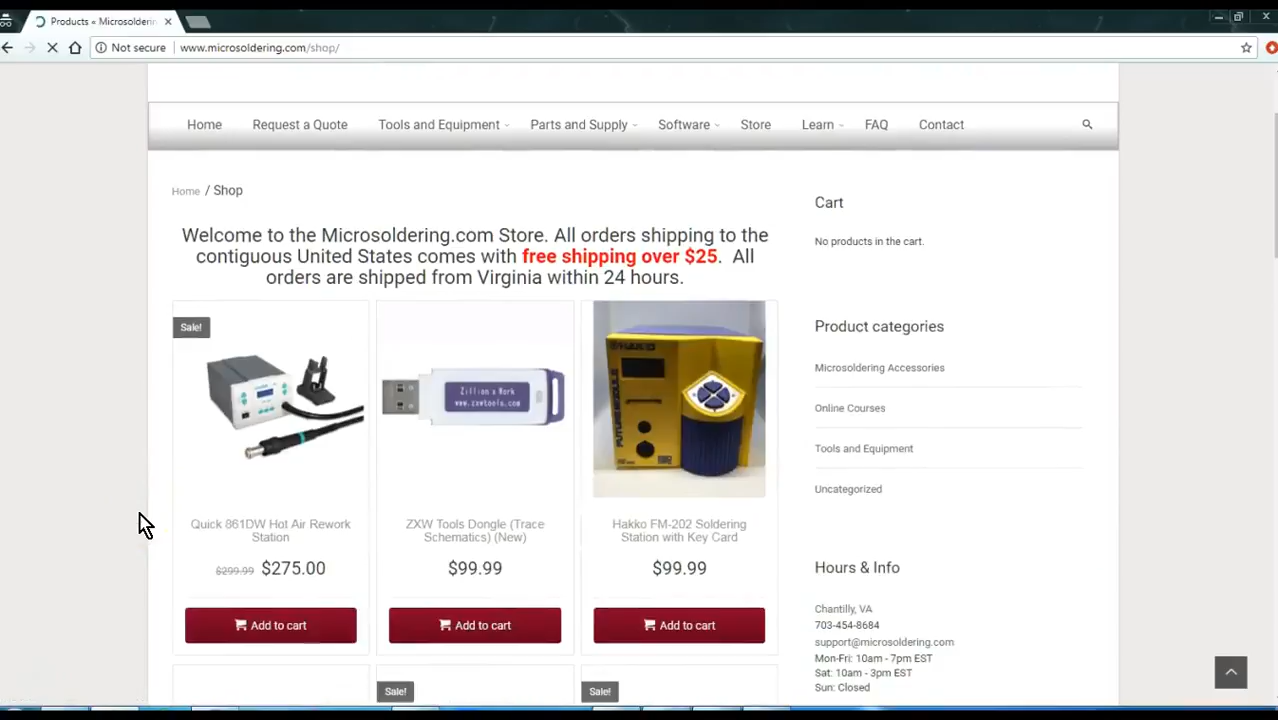 Products « Microsolderin
Not secure
www.microsoldering.com/shop/
Home Request a Quote Tools and Equipment Parts and Supply Software Store Learn FAQ Contact
Home / Shop
Welcome to the Microsoldering.com Store. All orders shipping to the
contiguous United States comes with free shipping over $25. All
orders are shipped from Virginia within 24 hours.
Sale!
Zillion x Work
www.zxwtools.com
HAKKO
Quick 861DW Hot Air Rework
Station
$299.99 $275.00
Add to cart
ZXW Tools Dongle (Trace
Schematics) (New)
$99.99
Add to cart
Hakko FM-202 Soldering
Station with Key Card
$99.99
Add to cart
Sale!
Sale!
Cart
No products in the cart.
Product categories
Microsoldering Accessories
Online Courses
Tools and Equipment
Uncategorized
Hours & Info
Chantilly, VA
703-454-8684
support@microsoldering.com
Mon-Fri: 10am - 7pm EST
Sat: 10am - 3pm EST
Sun: Closed